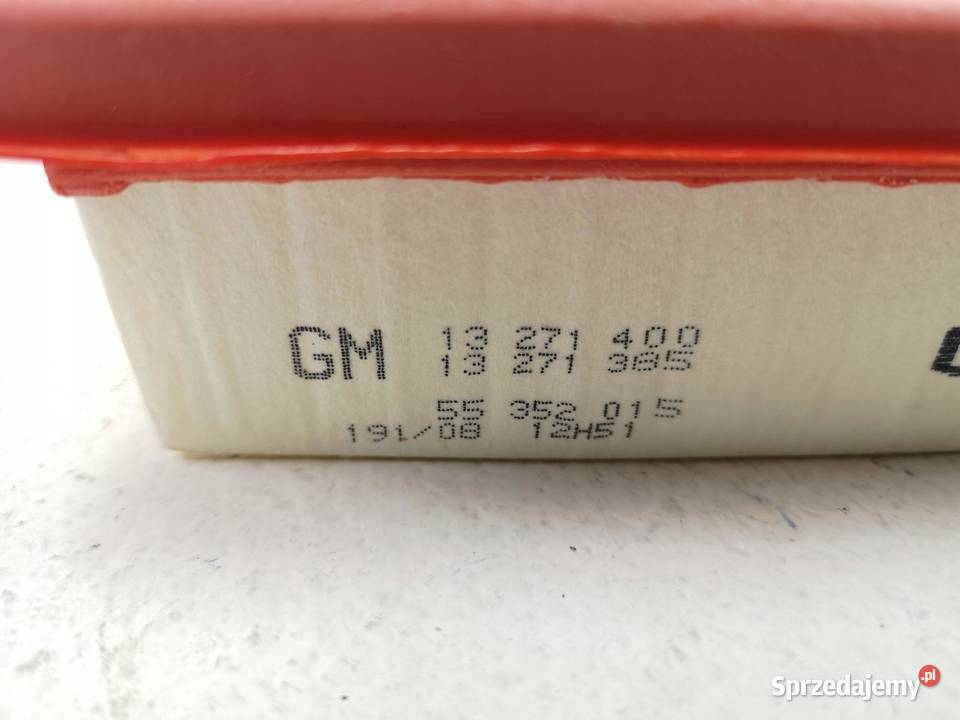 GM 13 271 400
13 271 385
55 352 015
191/08 12H51
Sprzedajemy.pl